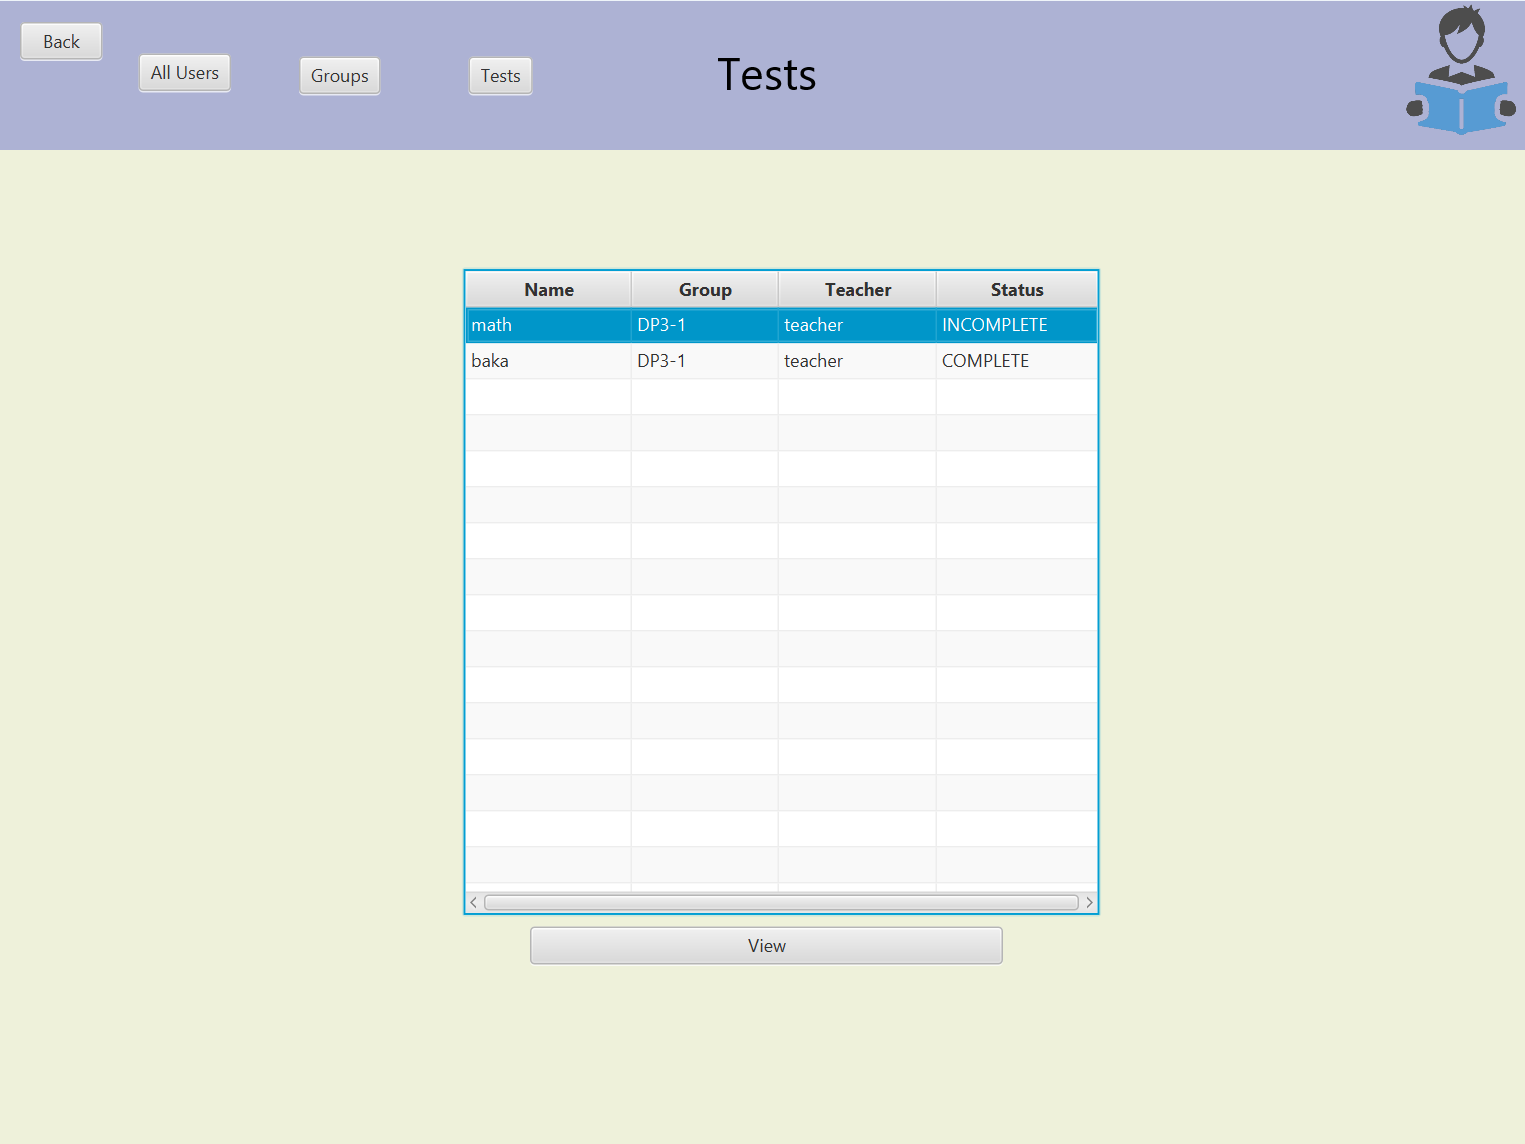 Back
All Users
Groups
Tests
Tests
Name Group Teacher Status
math DP3-1 teacher INCOMPLETE
baka DP3-1 teacher COMPLETE
View